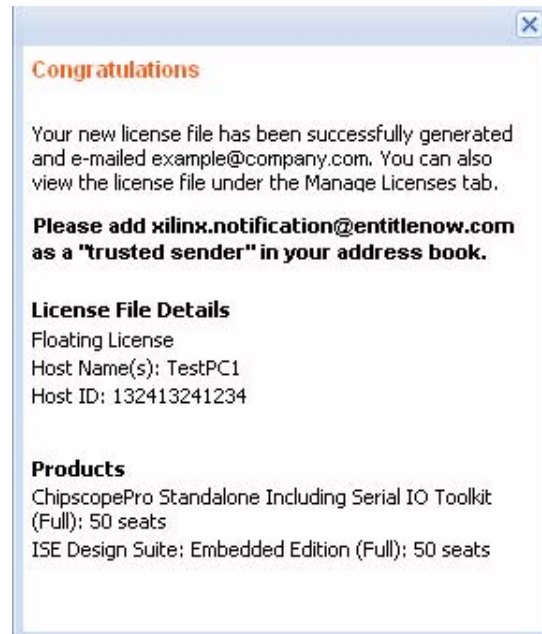 Congratulations
Your new license file has been successfully generated
and e-mailed example@company.com. You can also
view the license file under the Manage Licenses tab.
Please add xilinx.notification@entitlenow.com
as a "trusted sender" in your address book.
License File Details
Floating License
Host Name(s): TestPC1
Host ID: 132413241234
Products
ChipscopePro Standalone Including Serial IO Toolkit
(Full): 50 seats
ISE Design Suite: Embedded Edition (Full): 50 seats